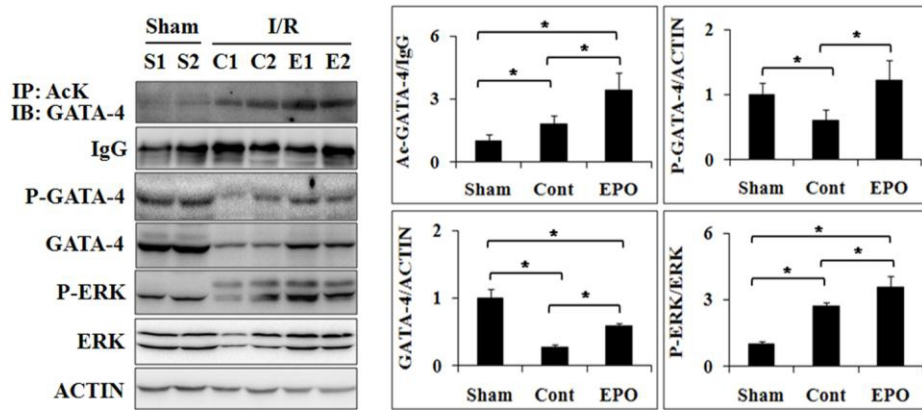 Sham I/R
S1 S2 C1 C2 E1 E2
IP: AcK
IB: GATA-4
IgG
P-GATA-4
GATA-4
P-ERK
ERK
ACTIN
Ac-GATA-4/IgG
6
3
0
* * *
Sham Cont EPO
P-GATA-4/ACTIN
2
1
0
* *
Sham Cont EPO
GATA-4/ACTIN
2
1
0
* * *
Sham Cont EPO
P-ERK/ERK
6
3
0
* * *
Sham Cont EPO